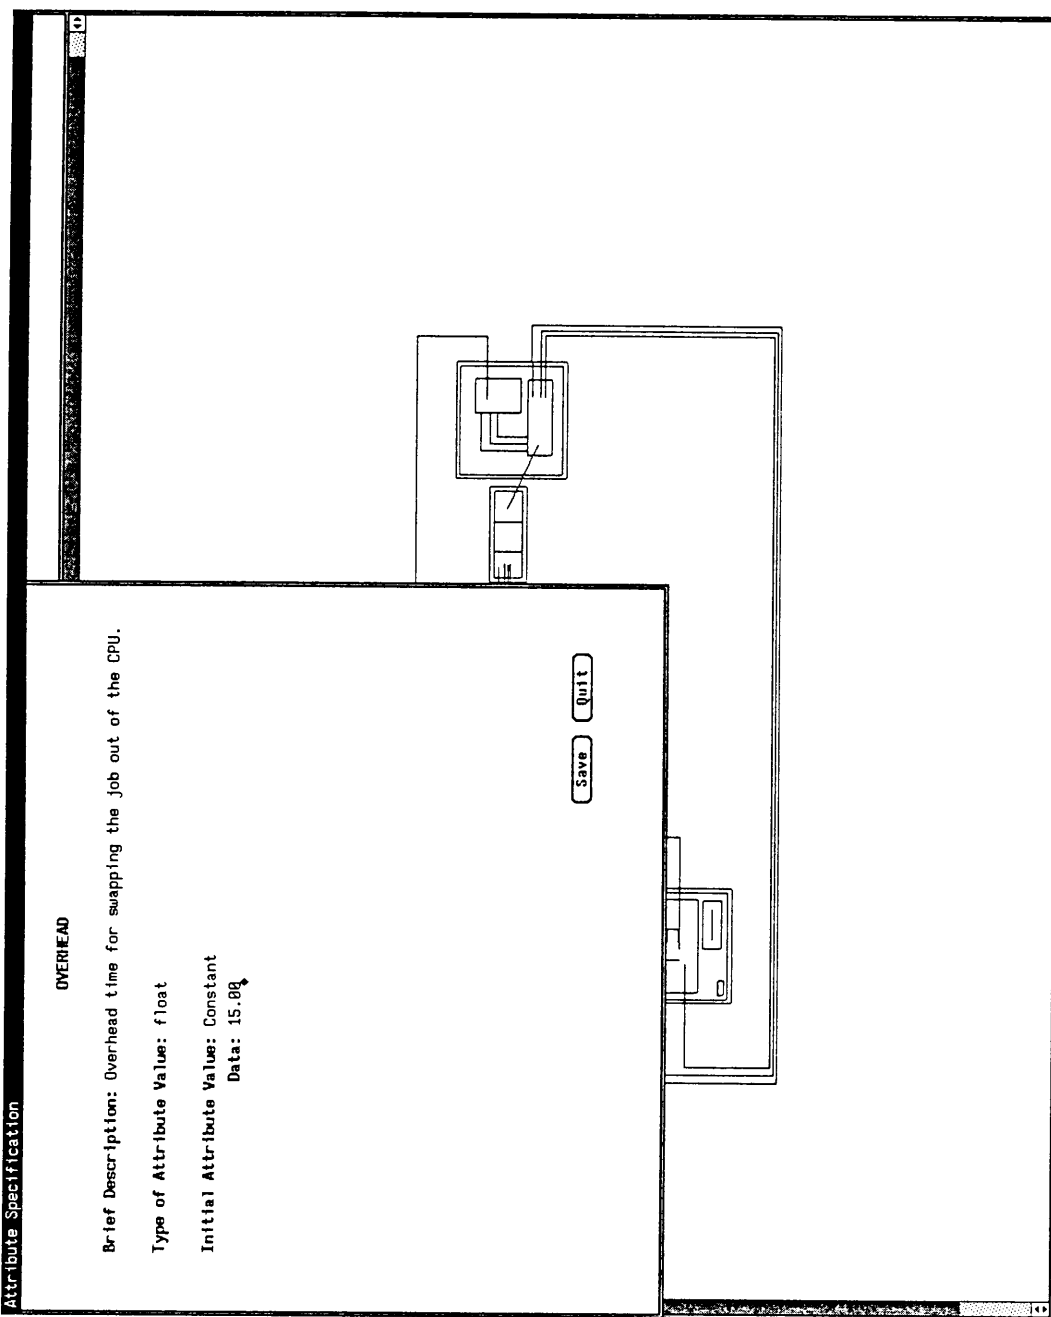 Attribute Specification
OVERHEAD
Brief Description: Overhead time for swapping the job out of the CPU.
Type of Attribute Value: float
Initial Attribute Value: Constant
Data: 15.00
Save Quit